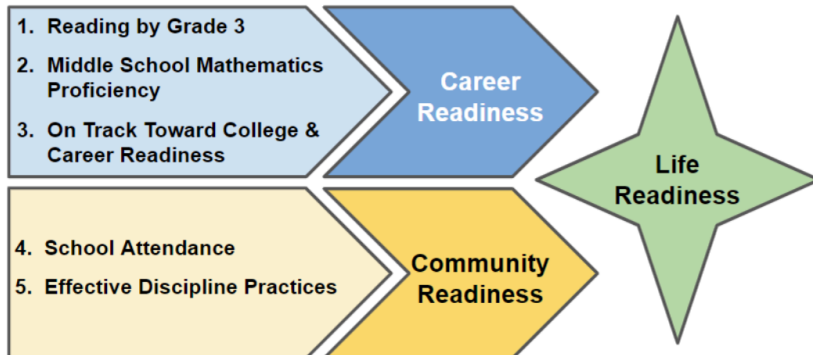 1. Reading by Grade 3
2. Middle School Mathematics
Proficiency
3. On Track Toward College &
Career Readiness
Career
Readiness
4. School Attendance
5. Effective Discipline Practices
Community
Readiness
Life
Readiness